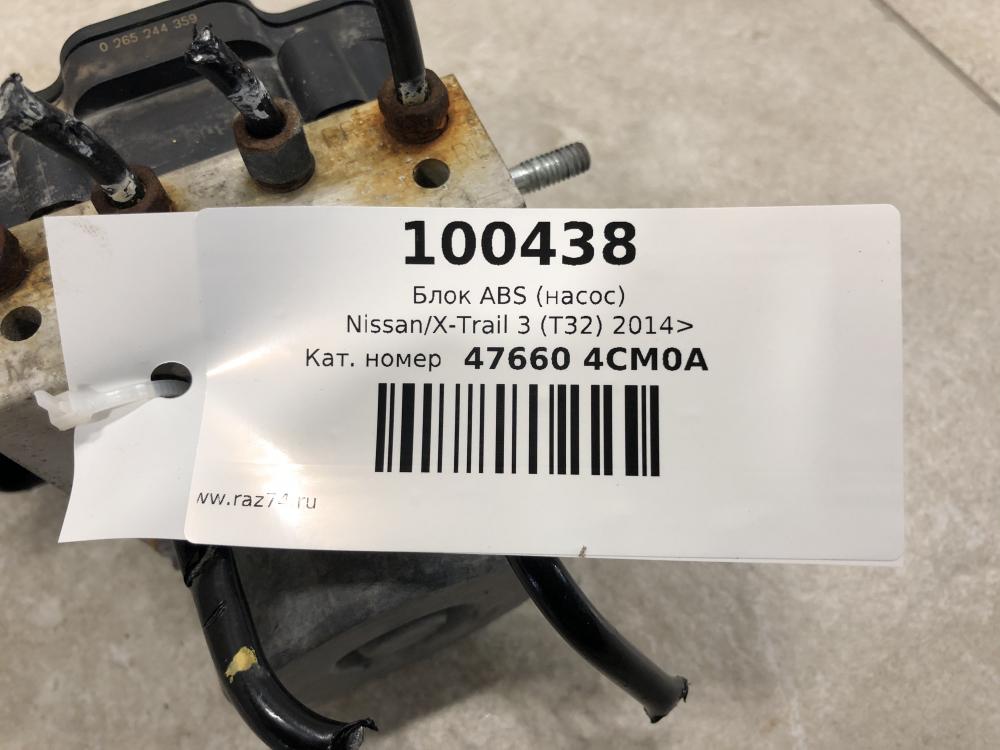 0 265 244 359
100438
Блок ABS (насос)
Nissan/X-Trail 3 (T32) 2014>
Кат. номер 47660 4CM0A
ww.raz74.ru